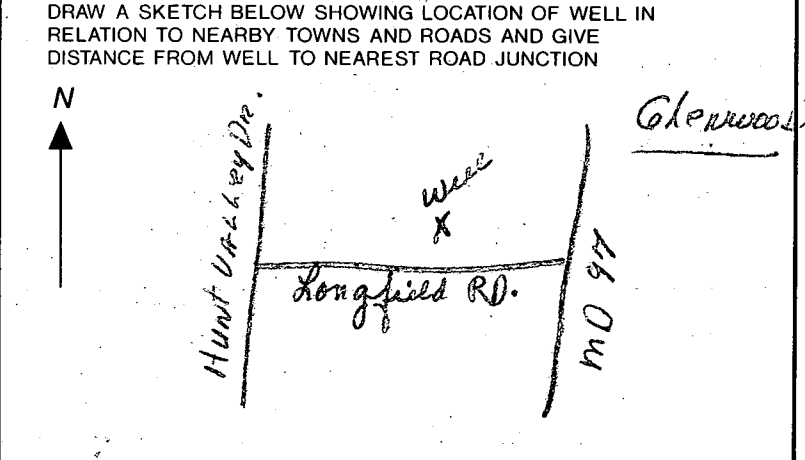 DRAW A SKETCH BELOW SHOWING LOCATION OF WELL IN
RELATION TO NEARBY TOWNS AND ROADS AND GIVE
DISTANCE FROM WELL TO NEAREST ROAD JUNCTION
N
Hunt Valley Dr.
Well
X
Glenwood
Longfield RD.
MD 97